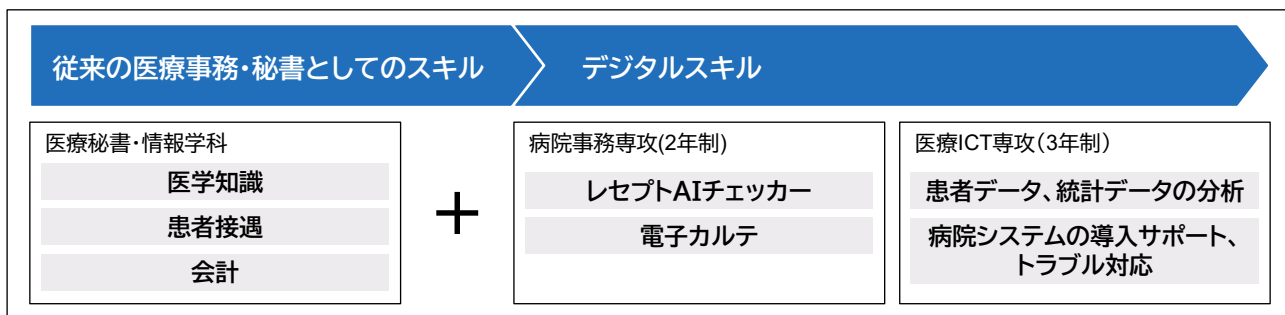 従来の医療事務・秘書としてのスキル
デジタルスキル
医療秘書・情報学科
医学知識
患者接遇
会計
＋
病院事務専攻(2年制)
レセプトAIチェッカー
電子カルテ
医療ICT専攻（3年制）
患者データ、統計データの分析
病院システムの導入サポート、
トラブル対応